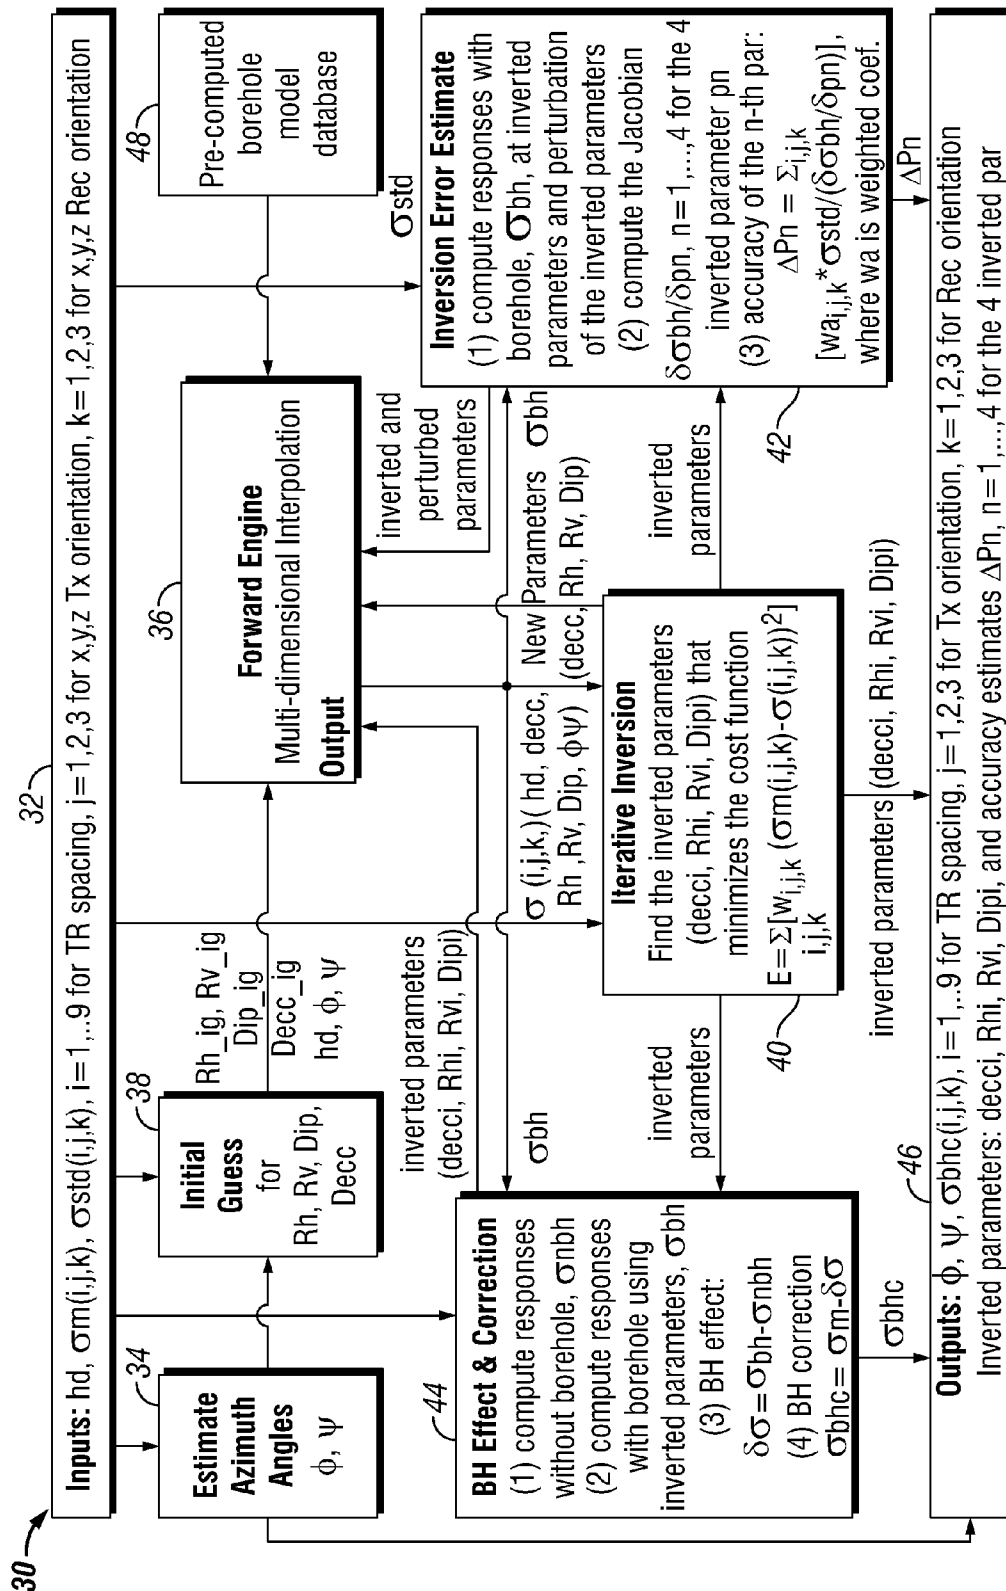 30
32
Inputs: hd, σm(i,j,k), σstd(i,j,k), i=1,..9 for TR spacing, j=1,2,3 for x,y,z Tx orientation, k=1,2,3 for x,y,z Rec orientation
34
Estimate
Azimuth
Angles
ϕ, ψ
38
Initial
Guess
for
Rh, Rv, Dip,
Decc
Rh_ig, Rv_ig
Dip_ig
Decc_ig
hd, ϕ, ψ
36
Forward Engine
Multi-dimensional Interpolation
Output
48
Pre-computed
borehole
model
database
σstd
44
BH Effect & Correction
(1) compute responses
without borehole, σnbh
(2) compute responses
with borehole using
inverted parameters, σbh
(3) BH effect:
δσ=σbh-σnbh
(4) BH correction
σbhc= σm-δσ
inverted parameters
(decci, Rhi, Rvi, Dipi)
σbh
σ (i,j,k,)( hd, decc,
Rh ,Rv, Dip, ϕψ)
New Parameters
(decc, Rh, Rv, Dip)
σbh
inverted and
perturbed
parameters
inverted
parameters
40
Iterative Inversion
Find the inverted parameters
(decci, Rhi, Rvi, Dipi) that
minimizes the cost function
E=Σ[w_{i,j,k} (σm(i,j,k)-σ(i,j,k))²]
i,j,k
inverted
parameters
42
Inversion Error Estimate
(1) compute responses with
borehole, σbh, at inverted
parameters and perturbation
of the inverted parameters
(2) compute the Jacobian
δσbh/δpn, n=1,...,4 for the 4
inverted parameter pn
(3) accuracy of the n-th par:
ΔPn = Σ_{i,j,k}
[wa_{i,j,k}*σstd/(δσbh/δpn)],
where wa is weighted coef.
σbhc
inverted parameters (decci, Rhi, Rvi, Dipi)
ΔPn
46
Outputs: ϕ, ψ, σbhc(i,j,k), i=1,..9 for TR spacing, j=1,2,3 for Tx orientation, k=1,2,3 for Rec orientation
Inverted parameters: decci, Rhi, Rvi, Dipi, and accuracy estimates ΔPn, n=1,...,4 for the 4 inverted par